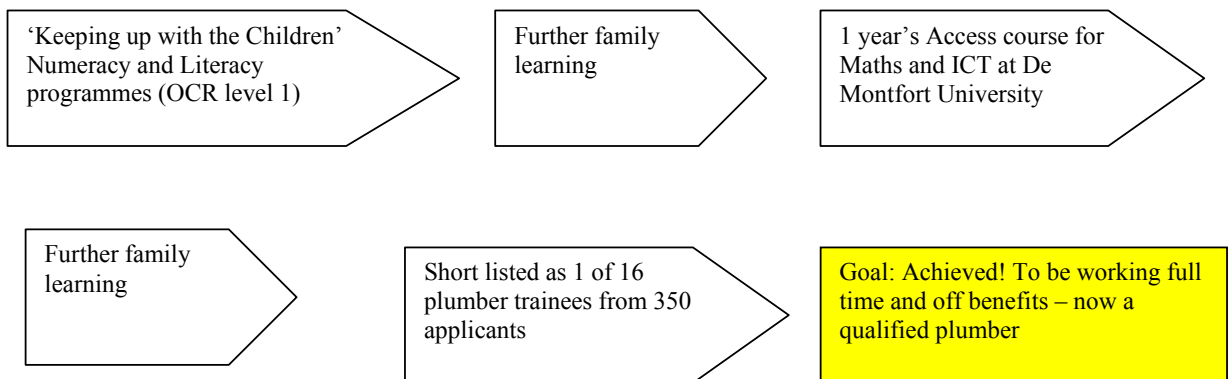 ‘Keeping up with the Children’
Numeracy and Literacy
programmes (OCR level 1)
Further family
learning
1 year’s Access course for
Maths and ICT at De
Montfort University
Further family
learning
Short listed as 1 of 16
plumber trainees from 350
applicants
Goal: Achieved! To be working full
time and off benefits – now a
qualified plumber